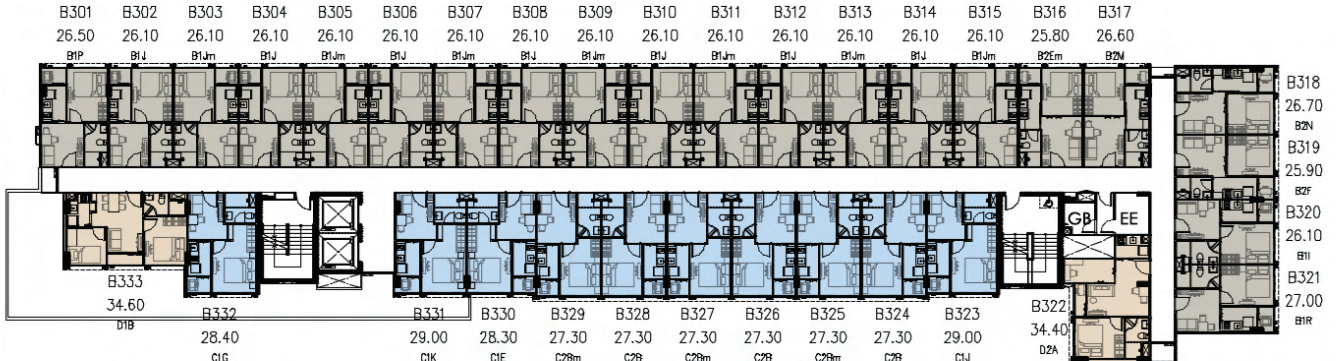 B301 B302 B303 B304 B305 B306 B307 B308 B309 B310 B311 B312 B313 B314 B315 B316 B317
26.50 26.10 26.10 26.10 26.10 26.10 26.10 26.10 26.10 26.10 26.10 26.10 26.10 26.10 26.10 25.80 26.60
B1P B1J B1Jm B1J B1Jm B1J B1Jm B1J B1Jm B1J B1Jm B1J B1Jm B1J B1Jm B2Em B2M
B318
26.70
B2N
B319
25.90
B2F
B320
26.10
B1I
B321
27.00
B1R
GB EE
B333
34.60
D1B
B332
28.40
C1G
B331 B330 B329 B328 B327 B326 B325 B324 B323
29.00 28.30 27.30 27.30 27.30 27.30 27.30 27.30 29.00
C1K C1E C2Bm C2B C2Bm C2B C2Bm C2B C1J
B322
34.40
D2A